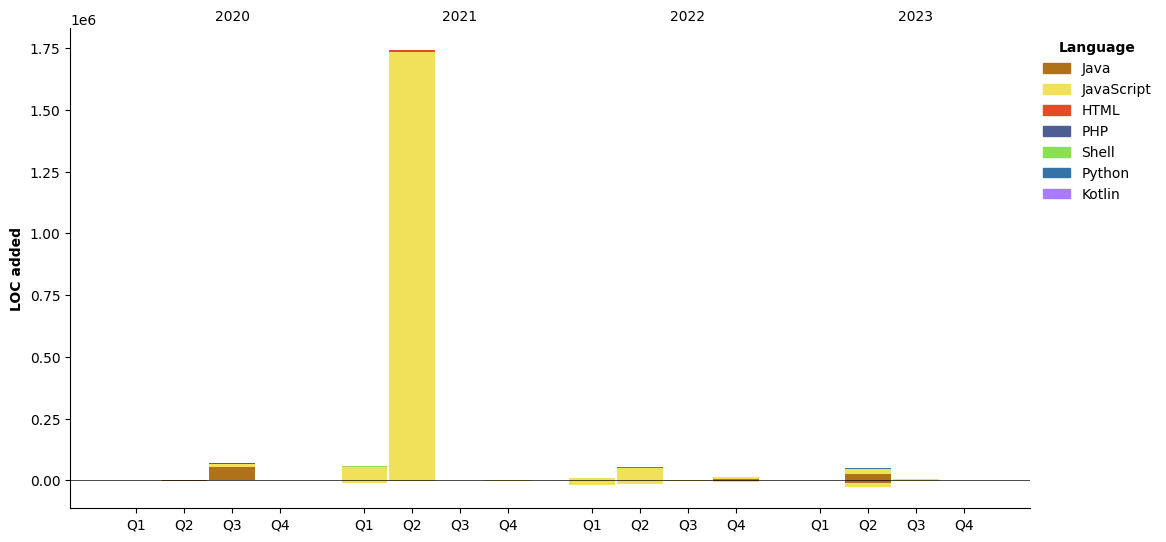 2020 2021 2022 2023
1e6
1.75
1.50
1.25
1.00
0.75
0.50
0.25
0.00
LOC added
Q1 Q2 Q3 Q4 Q1 Q2 Q3 Q4 Q1 Q2 Q3 Q4 Q1 Q2 Q3 Q4
Language
Java
JavaScript
HTML
PHP
Shell
Python
Kotlin